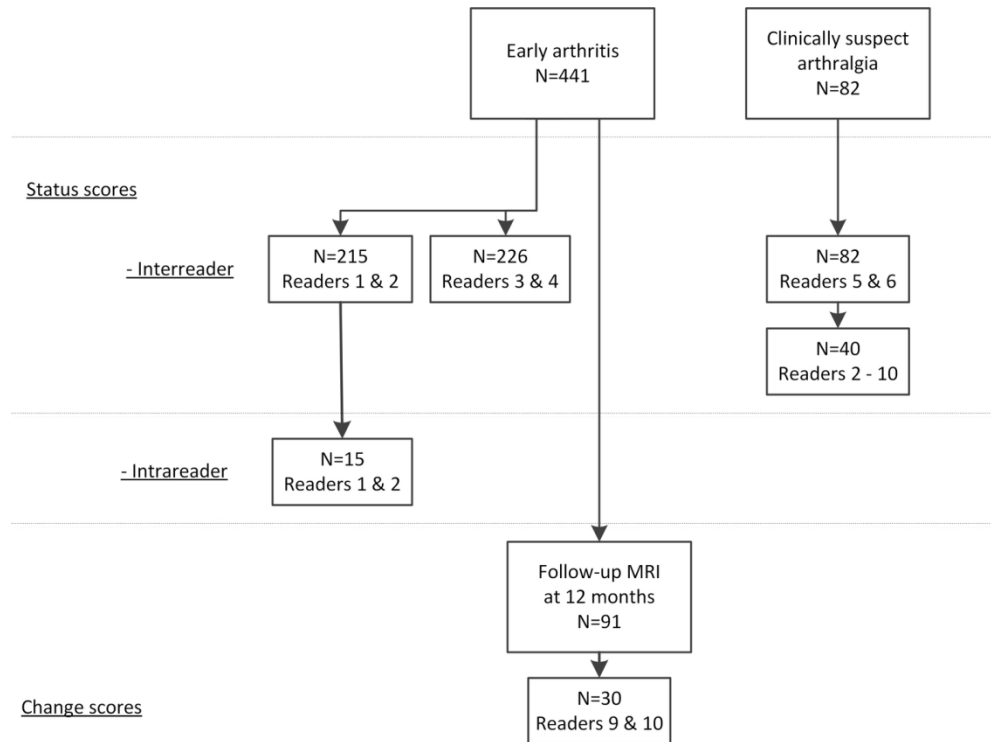 Early arthritis
N=441
Clinically suspect
arthralgia
N=82
Status scores
- Interreader
N=215
Readers 1 & 2
N=226
Readers 3 & 4
N=82
Readers 5 & 6
N=40
Readers 2 - 10
- Intrareader
N=15
Readers 1 & 2
Follow-up MRI
at 12 months
N=91
Change scores
N=30
Readers 9 & 10